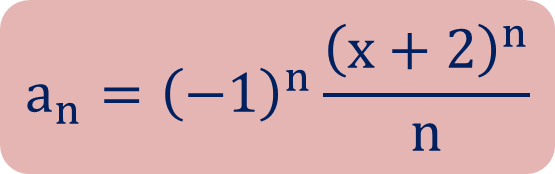 aₙ = (−1)ⁿ (x + 2)ⁿ / n